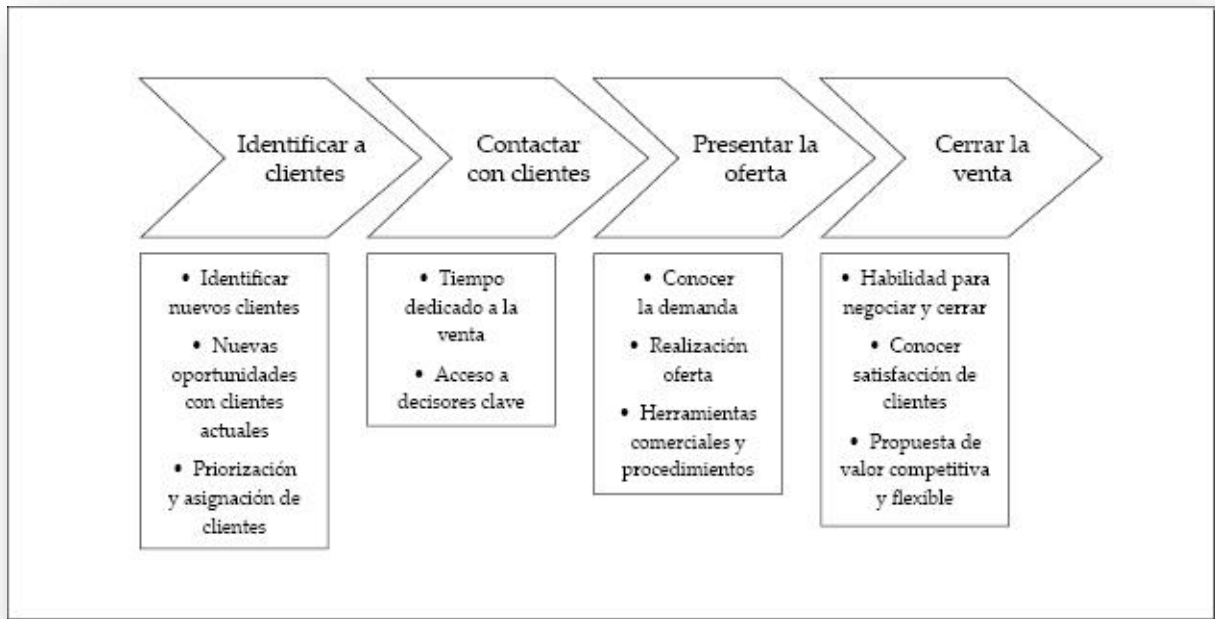 Identificar a
clientes
Contactar
con clientes
Presentar la
oferta
Cerrar la
venta
• Identificar
nuevos clientes
• Nuevas
oportunidades
con clientes
actuales
• Priorización
y asignación de
clientes
• Tiempo
dedicado a la
venta
• Acceso a
decisores clave
• Conocer
la demanda
• Realización
oferta
• Herramientas
comerciales y
procedimientos
• Habilidad para
negociar y cerrar
• Conocer
satisfacción de
clientes
• Propuesta de
valor competitiva
y flexible